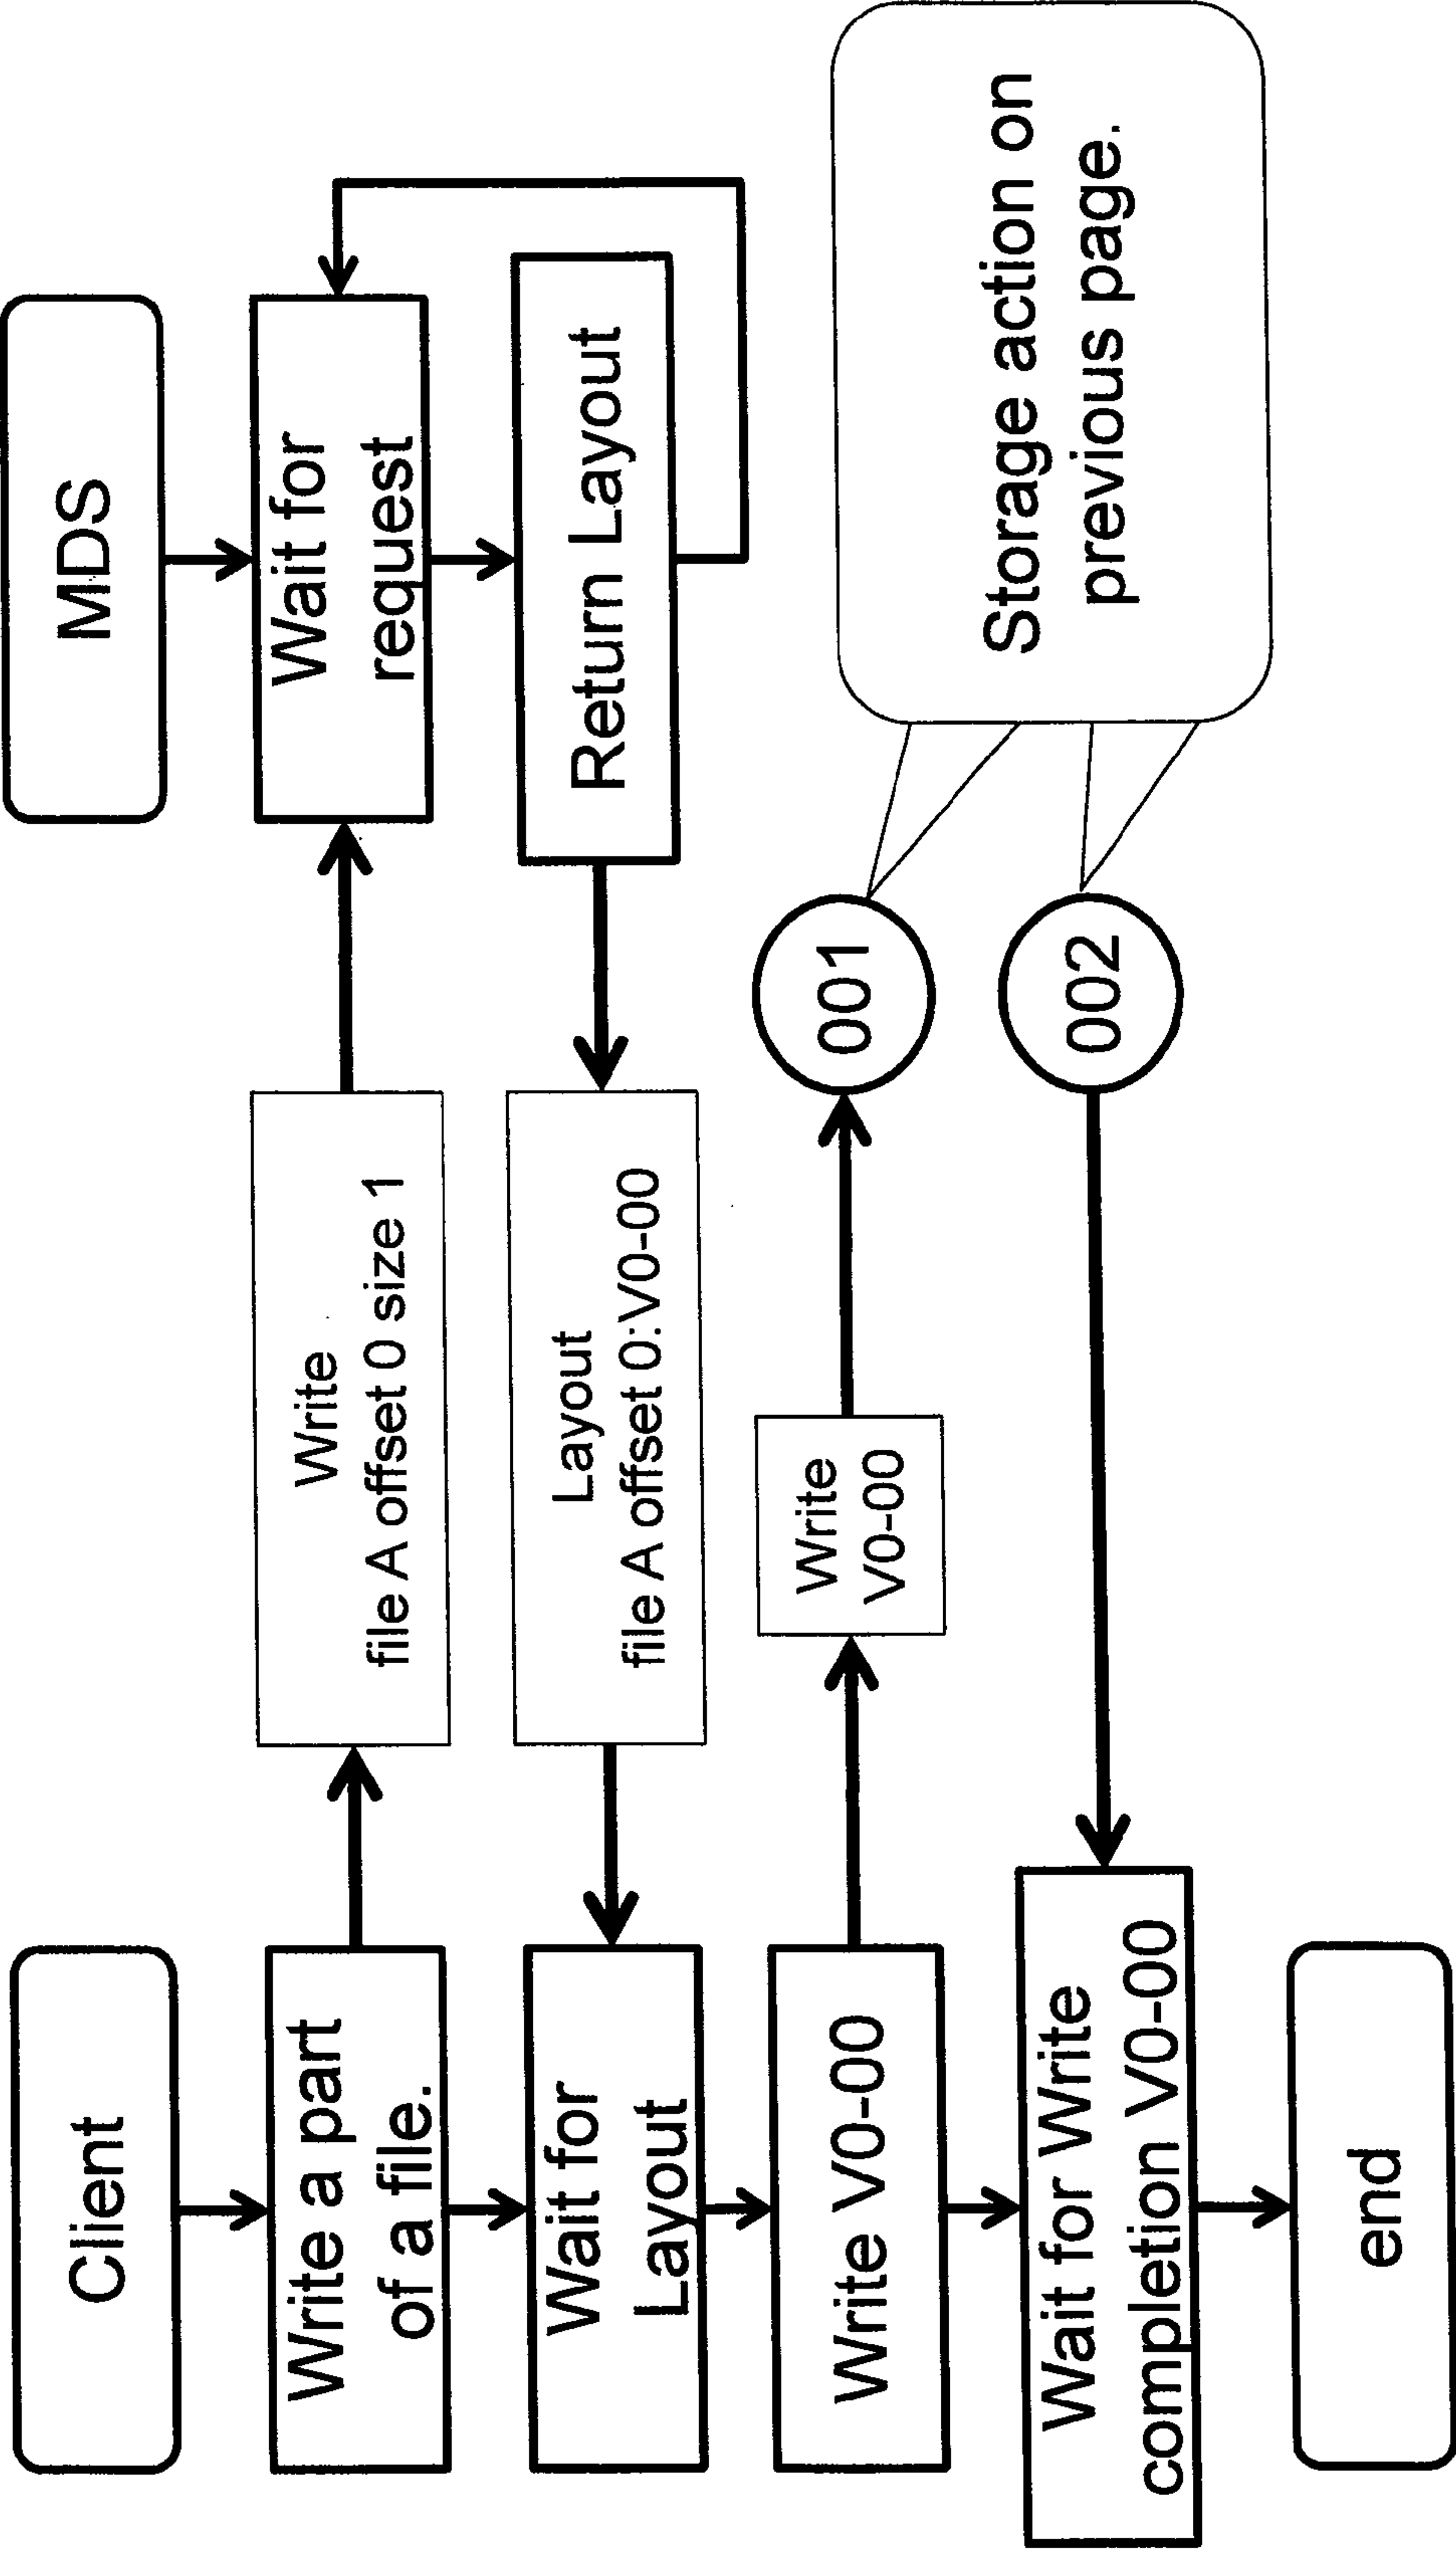 Client
MDS
Write a part
of a file.
Write
file A offset 0 size 1
Wait for
request
Wait for
Layout
Layout
file A offset 0:V0-00
Return Layout
Write V0-00
Write
V0-00
001
Wait for Write
completion V0-00
002
Storage action on
previous page.
end